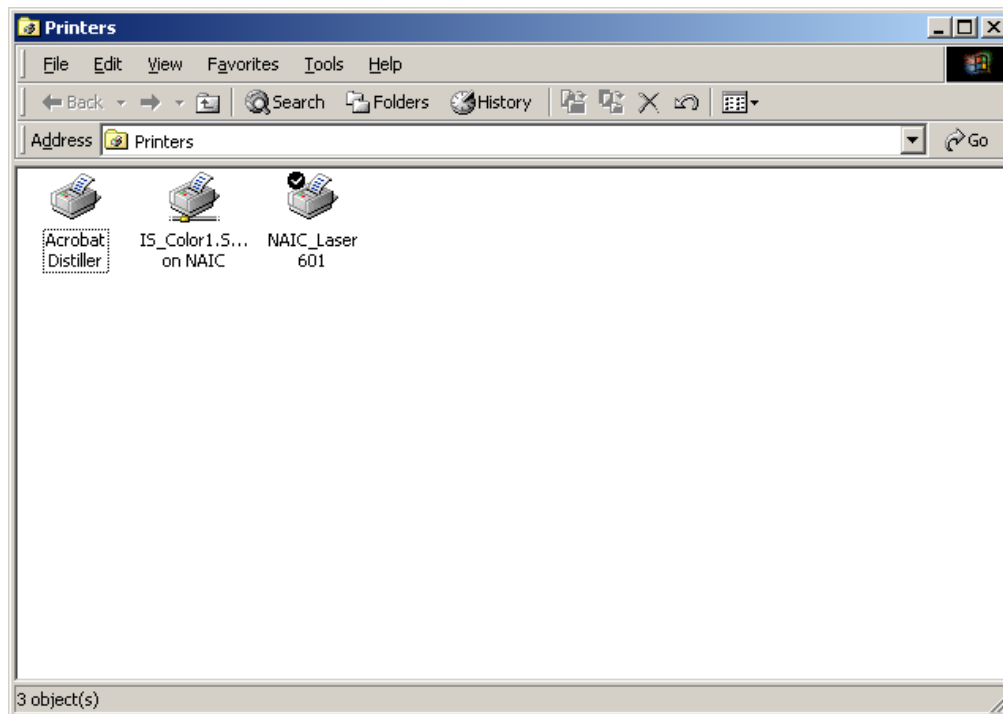 Printers
File Edit View Favorites Tools Help
Back Search Folders History
Address Printers Go
Acrobat Distiller
IS_Color1.S... on NAIC
NAIC_Laser 601
3 object(s)